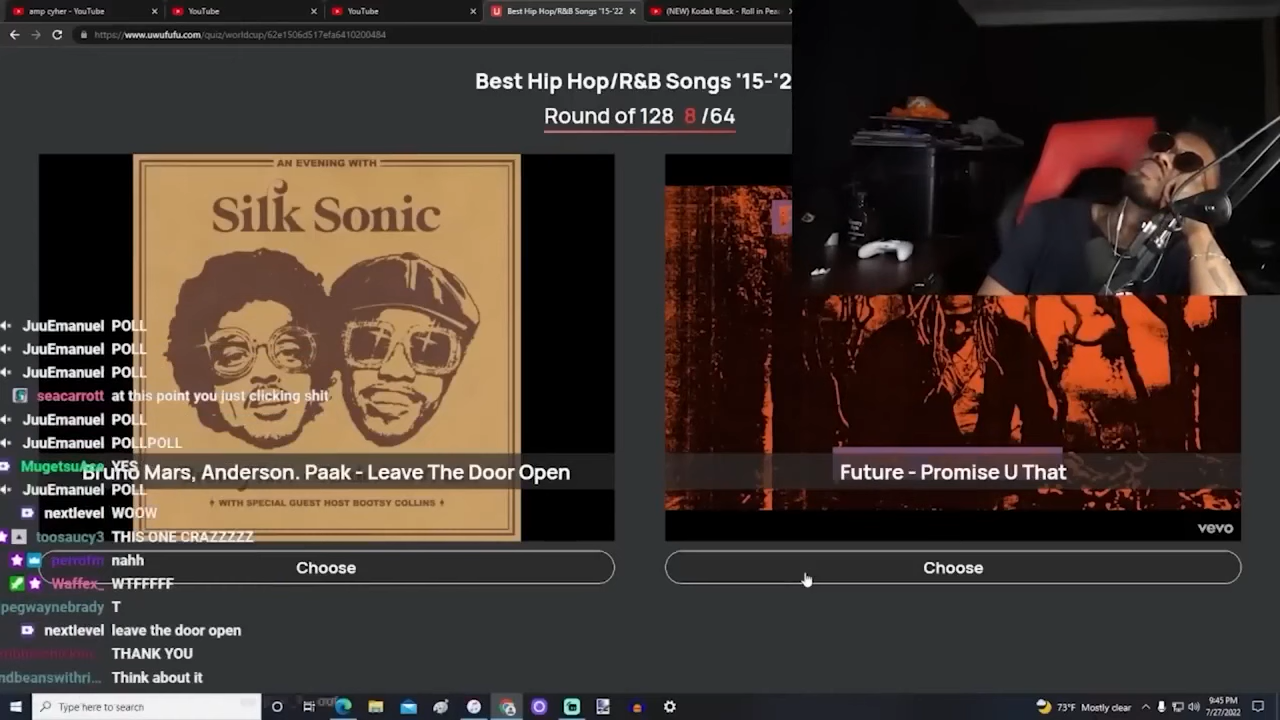 amp cyher - YouTube
YouTube
YouTube
Best Hip Hop/R&B Songs '15-'22
(NEW) Kodak Black - Roll in Pea
https://www.uwufufu.com/quiz/worldcup/62e1506d517efa6410200484
Best Hip Hop/R&B Songs '15-'2
Round of 128 8 /64
AN EVENING WITH
Silk Sonic
JuuEmanuel POLL
JuuEmanuel POLL
JuuEmanuel POLL
seacarrott at this point you just clicking shit
JuuEmanuel POLL
JuuEmanuel POLLPOLL
MugetsuAce YES
Bruno Mars, Anderson. Paak - Leave The Door Open
Future - Promise U That
JuuEmanuel POLL
WITH SPECIAL GUEST HOST BOOTSY COLLINS
nextlevel WOOW
vevo
toosaucy3 THIS ONE CRAZZZZZ
perrofm nahh
Choose
Choose
Waffex_ WTFFFFF
pegwaynebrady T
nextlevel leave the door open
THANK YOU
ndbeanswithri... Think about it
Type here to search
73°F Mostly clear
9:45 PM
7/27/2022